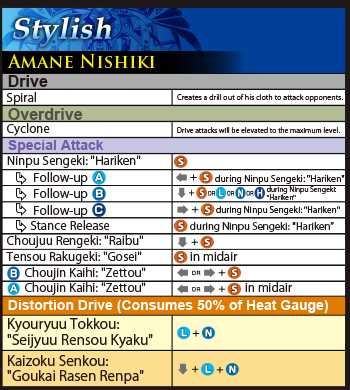 Stylish
AMANE NISHIKI
Drive
Spiral Creates a drill out of his cloth to attack opponents.
Overdrive
Cyclone Drive attacks will be elevated to the maximum level.
Special Attack
Ninpu Sengeki: "Hariken" S
↳ Follow-up A ← + S during Ninpu Sengeki: "Hariken"
↳ Follow-up B ↓ + S OR L OR N OR H during Ninpu Sengeki: "Hariken"
↳ Follow-up C → + S during Ninpu Sengeki: "Hariken"
↳ Stance Release S during Ninpu Sengeki: "Hariken"
Choujuu Rengeki: "Raibu" ↓ + S
Tensou Rakugeki: "Gosei" S in midair
B Choujin Kaihi: "Zettou" ← OR → + S
A Choujin Kaihi: "Zettou" ← OR → + S in midair
Distortion Drive (Consumes 50% of Heat Gauge)
Kyouryuu Tokkou:
"Seijyuu Rensou Kyaku" L + N
Kaizoku Senkou:
"Goukai Rasen Renpa" ↓ + L + N